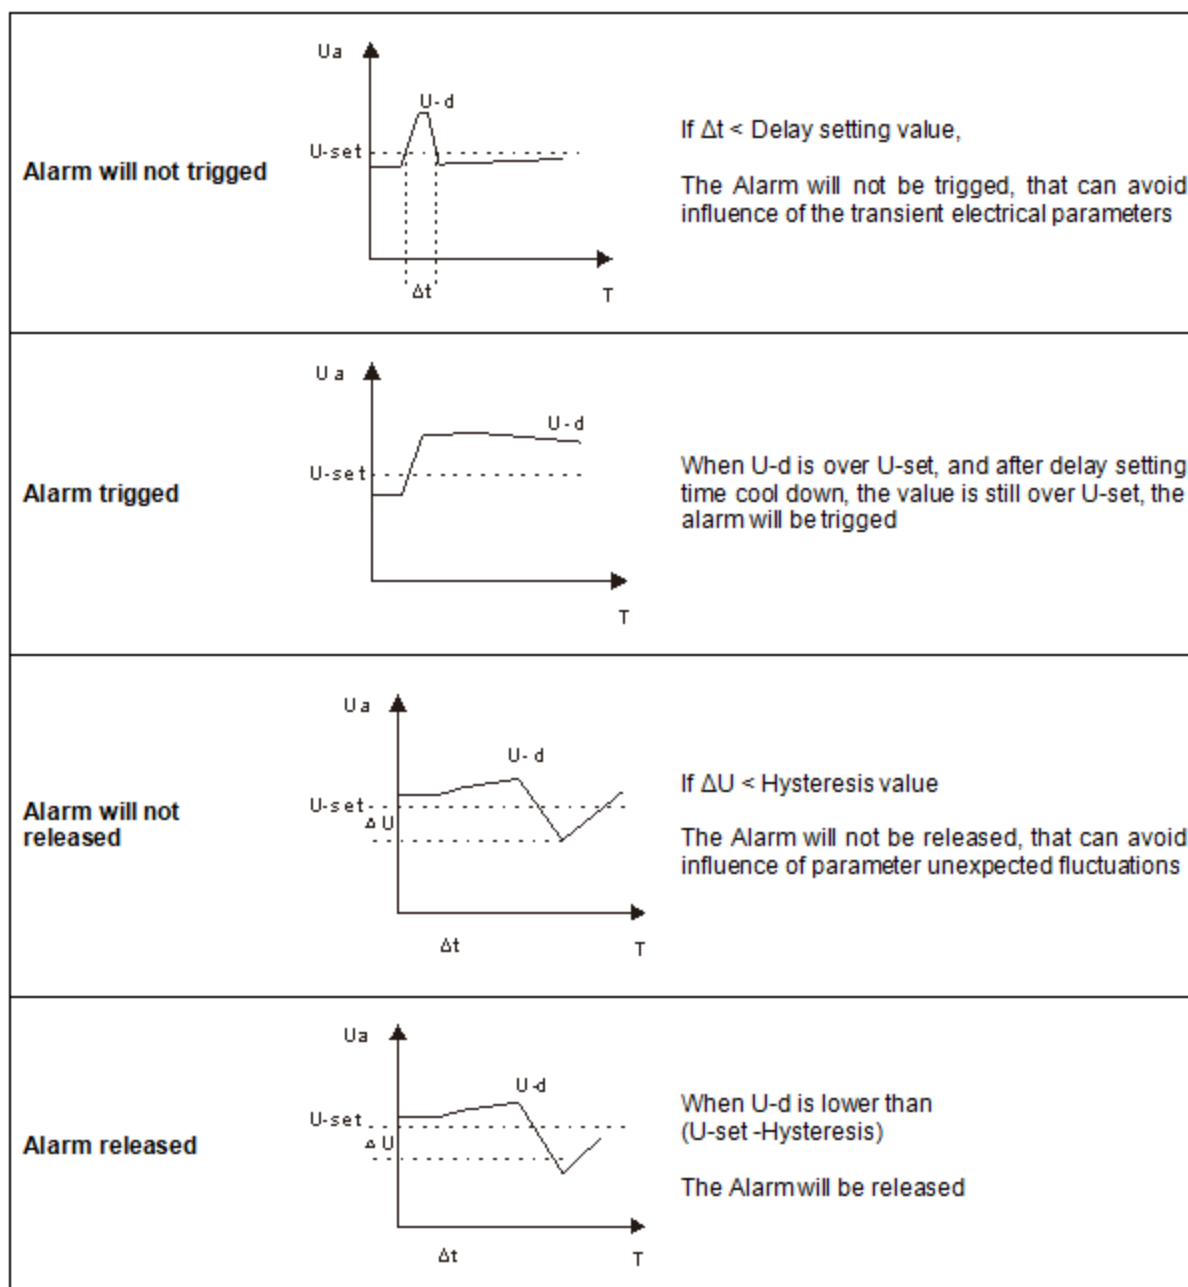 Ua
U-d
U-set
Alarm will not trigged
Δt
T
If Δt < Delay setting value,
The Alarm will not be trigged, that can avoid
influence of the transient electrical parameters
Ua
U-d
U-set
Alarm trigged
T
When U-d is over U-set, and after delay setting
time cool down, the value is still over U-set, the
alarm will be trigged
Ua
U-d
U-set
ΔU
Alarm will not
released
Δt
T
If ΔU < Hysteresis value
The Alarm will not be released, that can avoid
influence of parameter unexpected fluctuations
Ua
U-d
U-set
ΔU
Alarm released
Δt
T
When U-d is lower than
(U-set -Hysteresis)
The Alarm will be released